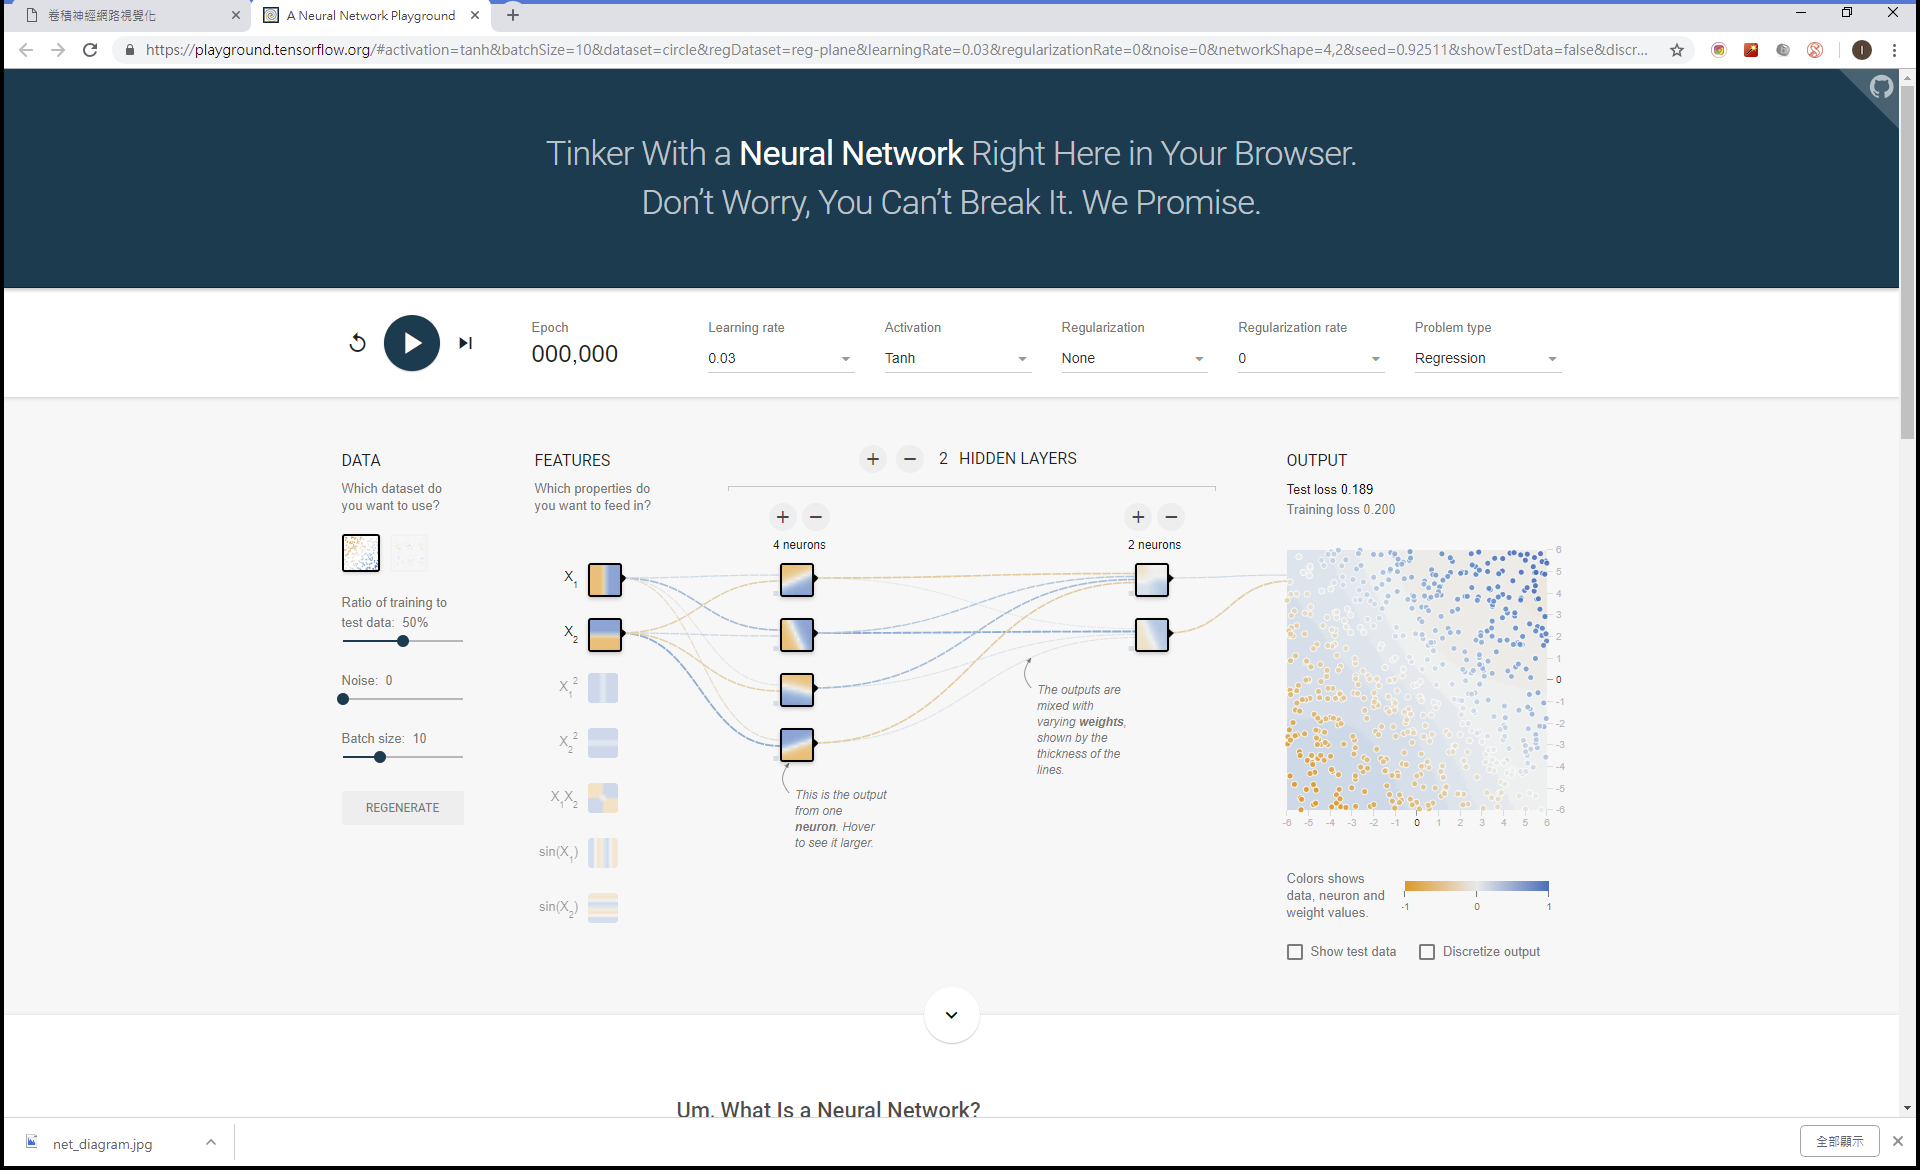 卷積神經網路視覺化
A Neural Network Playground
https://playground.tensorflow.org/#activation=tanh&batchSize=10&dataset=circle&regDataset=reg-plane&learningRate=0.03&regularizationRate=0&noise=0&networkShape=4,2&seed=0.92511&showTestData=false&discr...
I
Tinker With a Neural Network Right Here in Your Browser.
Don't Worry, You Can't Break It. We Promise.
Epoch
000,000
Learning rate
0.03
Activation
Tanh
Regularization
None
Regularization rate
0
Problem type
Regression
DATA
Which dataset do
you want to use?
Ratio of training to
test data: 50%
Noise: 0
Batch size: 10
REGENERATE
FEATURES
Which properties do
you want to feed in?
X1
X2
X1²
X2²
X1X2
sin(X1)
sin(X2)
2 HIDDEN LAYERS
4 neurons
2 neurons
This is the output
from one
neuron. Hover
to see it larger.
The outputs are
mixed with
varying weights,
shown by the
thickness of the
lines.
OUTPUT
Test loss 0.189
Training loss 0.200
6
5
4
3
2
1
0
-1
-2
-3
-4
-5
-6
-6 -5 -4 -3 -2 -1 0 1 2 3 4 5 6
Colors shows
data, neuron and
weight values.
-1 0 1
Show test data
Discretize output
Um, What Is a Neural Network?
net_diagram.jpg
全部顯示